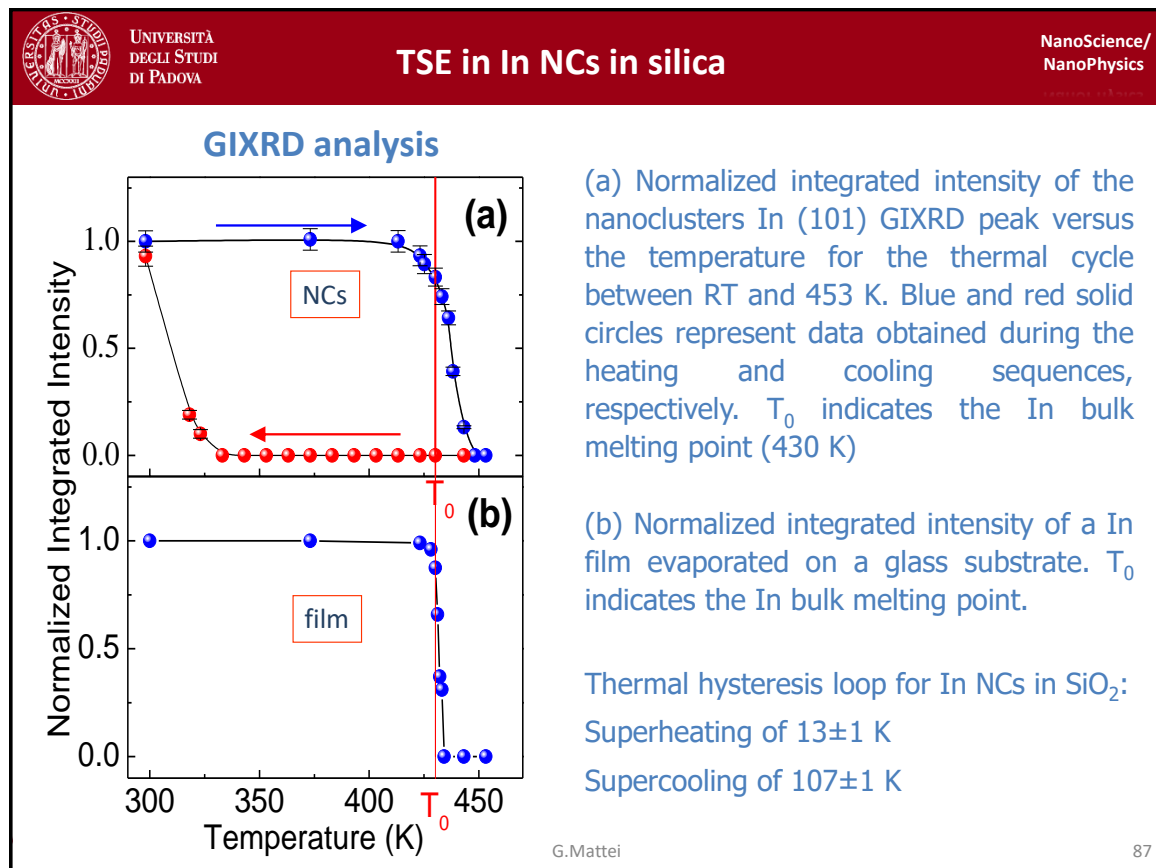 UNIVERSITÀ
DEGLI STUDI
DI PADOVA
TSE in In NCs in silica
NanoScience/
NanoPhysics
GIXRD analysis
(a)
NCs
1.0
0.5
0.0
T0
(b)
film
1.0
0.5
0.0
Normalized Integrated Intensity
300 350 400 450
T0
Temperature (K)
(a) Normalized integrated intensity of the
nanoclusters In (101) GIXRD peak versus
the temperature for the thermal cycle
between RT and 453 K. Blue and red solid
circles represent data obtained during the
heating and cooling sequences,
respectively. T0 indicates the In bulk
melting point (430 K)
(b) Normalized integrated intensity of a In
film evaporated on a glass substrate. T0
indicates the In bulk melting point.
Thermal hysteresis loop for In NCs in SiO2:
Superheating of 13±1 K
Supercooling of 107±1 K
G.Mattei
87